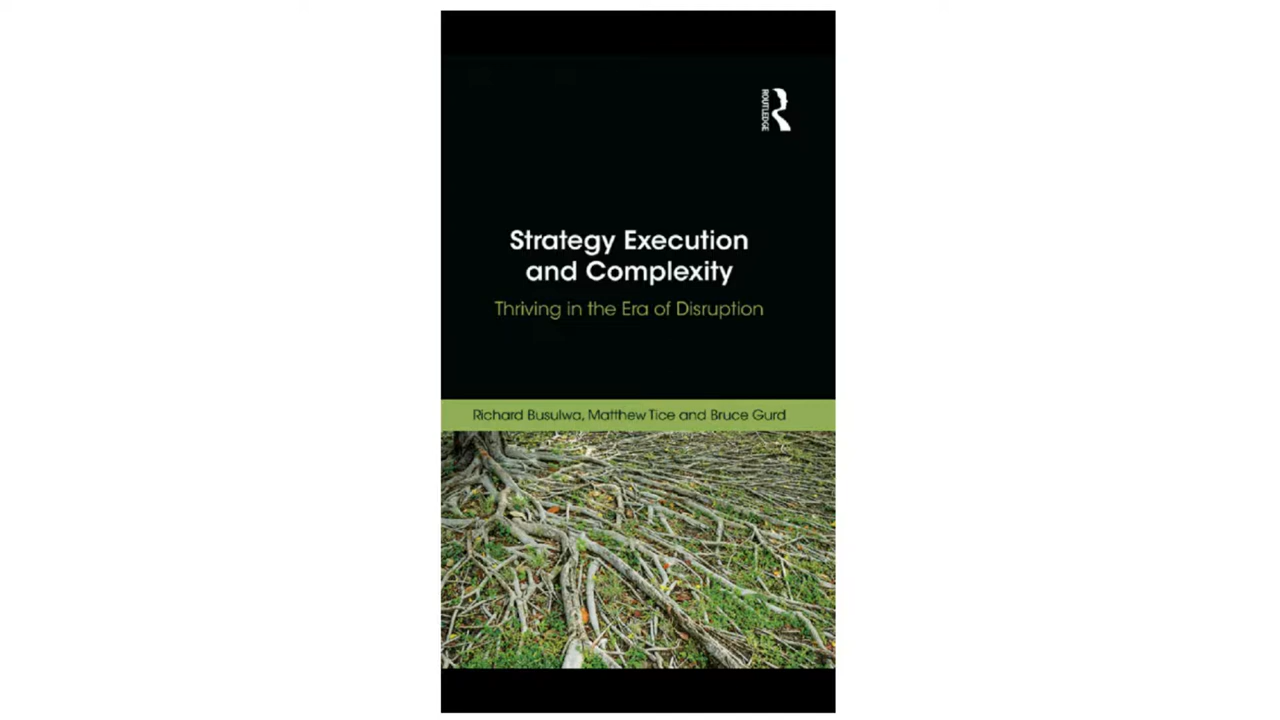 ROUTLEDGE
Strategy Execution
and Complexity
Thriving in the Era of Disruption
Richard Busulwa, Matthew Tice and Bruce Gurd